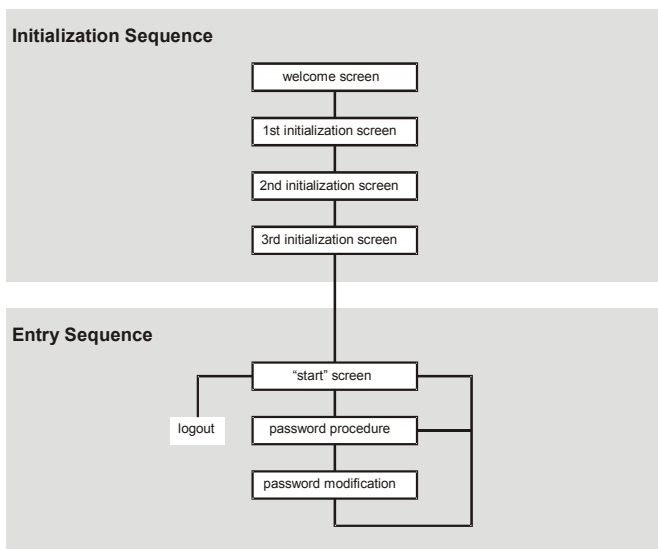 Initialization Sequence
welcome screen
1st initialization screen
2nd initialization screen
3rd initialization screen
Entry Sequence
“start” screen
logout
password procedure
password modification